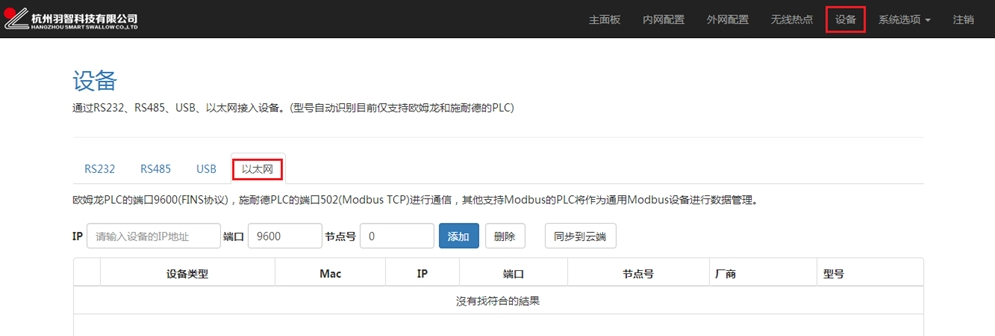 杭州羽智科技有限公司
HANGZHOU SMART SWALLOW CO.,LTD
主面板 内网配置 外网配置 无线热点 设备 系统选项 注销
设备
通过RS232、RS485、USB、以太网接入设备。(型号自动识别目前仅支持欧姆龙和施耐德的PLC)
RS232 RS485 USB 以太网
欧姆龙PLC的端口9600(FINS协议)，施耐德PLC的端口502(Modbus TCP)进行通信，其他支持Modbus的PLC将作为通用Modbus设备进行数据管理。
IP 请输入设备的IP地址 端口 9600 节点号 0 添加 删除 同步到云端
设备类型 Mac IP 端口 节点号 厂商 型号
沒有找符合的結果